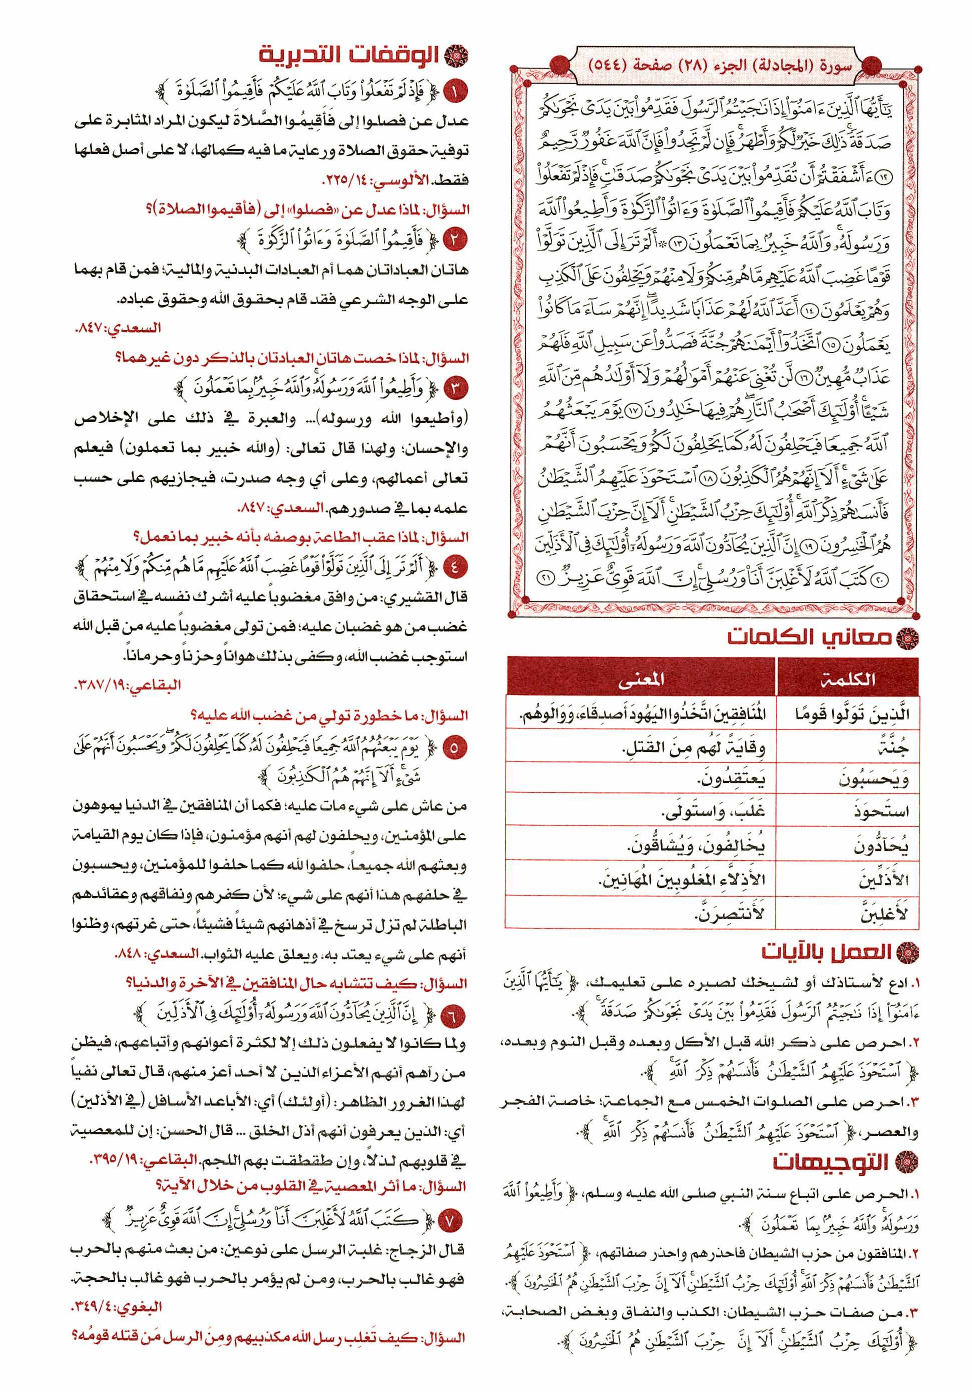 سورة (المجادلة) الجزء (٢٨) صفحة (٥٤٤)
يَٰٓأَيُّهَا ٱلَّذِينَ ءَامَنُوٓا۟ إِذَا نَٰجَيْتُمُ ٱلرَّسُولَ فَقَدِّمُوا۟ بَيْنَ يَدَىْ نَجْوَىٰكُمْ
صَدَقَةً ۚ ذَٰلِكَ خَيْرٌ لَّكُمْ وَأَطْهَرُ ۚ فَإِن لَّمْ تَجِدُوا۟ فَإِنَّ ٱللَّهَ غَفُورٌ رَّحِيمٌ
١٢ ءَأَشْفَقْتُمْ أَن تُقَدِّمُوا۟ بَيْنَ يَدَىْ نَجْوَىٰكُمْ صَدَقَٰتٍ ۚ فَإِذْ لَمْ تَفْعَلُوا۟
وَتَابَ ٱللَّهُ عَلَيْكُمْ فَأَقِيمُوا۟ ٱلصَّلَوٰةَ وَءَاتُوا۟ ٱلزَّكَوٰةَ وَأَطِيعُوا۟ ٱللَّهَ
وَرَسُولَهُۥ ۚ وَٱللَّهُ خَبِيرٌۢ بِمَا تَعْمَلُونَ ١٣ ۞ أَلَمْ تَرَ إِلَى ٱلَّذِينَ تَوَلَّوْا۟
قَوْمًا غَضِبَ ٱللَّهُ عَلَيْهِم مَّا هُم مِّنكُمْ وَلَا مِنْهُمْ وَيَحْلِفُونَ عَلَى ٱلْكَذِبِ
وَهُمْ يَعْلَمُونَ ١٤ أَعَدَّ ٱللَّهُ لَهُمْ عَذَابًا شَدِيدًا ۖ إِنَّهُمْ سَآءَ مَا كَانُوا۟
يَعْمَلُونَ ١٥ ٱتَّخَذُوٓا۟ أَيْمَٰنَهُمْ جُنَّةً فَصَدُّوا۟ عَن سَبِيلِ ٱللَّهِ فَلَهُمْ
عَذَابٌ مُّهِينٌ ١٦ لَّن تُغْنِىَ عَنْهُمْ أَمْوَٰلُهُمْ وَلَآ أَوْلَٰدُهُم مِّنَ ٱللَّهِ
شَيْـًٔا ۚ أُو۟لَٰٓئِكَ أَصْحَٰبُ ٱلنَّارِ ۖ هُمْ فِيهَا خَٰلِدُونَ ١٧ يَوْمَ يَبْعَثُهُمُ
ٱللَّهُ جَمِيعًا فَيَحْلِفُونَ لَهُۥ كَمَا يَحْلِفُونَ لَكُمْ ۖ وَيَحْسَبُونَ أَنَّهُمْ
عَلَىٰ شَىْءٍ ۚ أَلَآ إِنَّهُمْ هُمُ ٱلْكَٰذِبُونَ ١٨ ٱسْتَحْوَذَ عَلَيْهِمُ ٱلشَّيْطَٰنُ
فَأَنسَىٰهُمْ ذِكْرَ ٱللَّهِ ۚ أُو۟لَٰٓئِكَ حِزْبُ ٱلشَّيْطَٰنِ ۚ أَلَآ إِنَّ حِزْبَ ٱلشَّيْطَٰنِ
هُمُ ٱلْخَٰسِرُونَ ١٩ إِنَّ ٱلَّذِينَ يُحَآدُّونَ ٱللَّهَ وَرَسُولَهُۥٓ أُو۟لَٰٓئِكَ فِى ٱلْأَذَلِّينَ
٢٠ كَتَبَ ٱللَّهُ لَأَغْلِبَنَّ أَنَا۠ وَرُسُلِىٓ ۚ إِنَّ ٱللَّهَ قَوِىٌّ عَزِيزٌ ٢١
معاني الكلمات
الكلمة المعنى
الَّذِينَ تَوَلَّوا قَومًا المُنَافِقِينَ اتَّخَذُوا اليَهُودَ أَصدِقَاءَ، وَوَالَوهُم.
جُنَّةً وِقَايَةً لَهُم مِنَ القَتلِ.
وَيَحسَبُونَ يَعتَقِدُونَ.
استَحوَذَ غَلَبَ، وَاستَولَى.
يُحَادُّونَ يُخَالِفُونَ، وَيُشَاقُّونَ.
الأَذَلِّينَ الأَذِلَّاءِ المَغلُوبِينَ المُهَانِينَ.
لَأَغلِبَنَّ لَأَنتَصِرَنَّ.
العمل بالآيات
١. ادع لأستاذك أو لشيخك لصبره على تعليمك، ﴿ يَٰٓأَيُّهَا ٱلَّذِينَ
ءَامَنُوٓا۟ إِذَا نَٰجَيْتُمُ ٱلرَّسُولَ فَقَدِّمُوا۟ بَيْنَ يَدَىْ نَجْوَىٰكُمْ صَدَقَةً ۚ ﴾.
٢. احرص على ذكر الله قبل الأكل وبعده وقبل النوم وبعده،
﴿ ٱسْتَحْوَذَ عَلَيْهِمُ ٱلشَّيْطَٰنُ فَأَنسَىٰهُمْ ذِكْرَ ٱللَّهِ ﴾.
٣. احرص على الصلوات الخمس مع الجماعة؛ خاصة الفجر
والعصر، ﴿ ٱسْتَحْوَذَ عَلَيْهِمُ ٱلشَّيْطَٰنُ فَأَنسَىٰهُمْ ذِكْرَ ٱللَّهِ ۚ ﴾.
التوجيهات
١. الحرص على اتباع سنة النبي صلى الله عليه وسلم، ﴿ وَأَطِيعُوا۟ ٱللَّهَ
وَرَسُولَهُۥ ۚ وَٱللَّهُ خَبِيرٌۢ بِمَا تَعْمَلُونَ ﴾.
٢. المنافقون من حزب الشيطان فاحذرهم واحذر صفاتهم، ﴿ ٱسْتَحْوَذَ عَلَيْهِمُ
ٱلشَّيْطَٰنُ فَأَنسَىٰهُمْ ذِكْرَ ٱللَّهِ ۚ أُو۟لَٰٓئِكَ حِزْبُ ٱلشَّيْطَٰنِ ۚ أَلَآ إِنَّ حِزْبَ ٱلشَّيْطَٰنِ هُمُ ٱلْخَٰسِرُونَ ﴾.
٣. من صفات حزب الشيطان: الكذب والنفاق وبغض الصحابة،
﴿ أُو۟لَٰٓئِكَ حِزْبُ ٱلشَّيْطَٰنِ ۚ أَلَآ إِنَّ حِزْبَ ٱلشَّيْطَٰنِ هُمُ ٱلْخَٰسِرُونَ ﴾.
الوقفات التدبرية
١ ﴿ فَإِذْ لَمْ تَفْعَلُوا۟ وَتَابَ ٱللَّهُ عَلَيْكُمْ فَأَقِيمُوا۟ ٱلصَّلَوٰةَ ﴾
عدل عن فصلوا إلى فَأَقِيمُوا الصَّلاة ليكون المراد المثابرة على
توفية حقوق الصلاة ورعاية ما فيه كمالها، لا على أصل فعلها
فقط. الألوسي: ٢٢٥/١٤.
السؤال: لماذا عدل عن «فصلوا» إلى (فأقيموا الصلاة)؟
٢ ﴿ فَأَقِيمُوا۟ ٱلصَّلَوٰةَ وَءَاتُوا۟ ٱلزَّكَوٰةَ ﴾
هاتان العبادتان هما أم العبادات البدنية والمالية؛ فمن قام بهما
على الوجه الشرعي فقد قام بحقوق الله وحقوق عباده.
السعدي: ٨٤٧.
السؤال: لماذا خصت هاتان العبادتان بالذكر دون غيرهما؟
٣ ﴿ وَأَطِيعُوا۟ ٱللَّهَ وَرَسُولَهُۥ ۚ وَٱللَّهُ خَبِيرٌۢ بِمَا تَعْمَلُونَ ﴾
(وأطيعوا الله ورسوله)... والعبرة في ذلك على الإخلاص
والإحسان؛ ولهذا قال تعالى: (والله خبير بما تعملون) فيعلم
تعالى أعمالهم، وعلى أي وجه صدرت، فيجازيهم على حسب
علمه بما في صدورهم. السعدي: ٨٤٧.
السؤال: لماذا عقب الطاعة بوصفه بأنه خبير بما نعمل؟
٤ ﴿ أَلَمْ تَرَ إِلَى ٱلَّذِينَ تَوَلَّوْا۟ قَوْمًا غَضِبَ ٱللَّهُ عَلَيْهِم مَّا هُم مِّنكُمْ وَلَا مِنْهُمْ ﴾
قال القشيري: من وافق مغضوباً عليه أشرك نفسه في استحقاق
غضب من هو غضبان عليه؛ فمن تولى مغضوباً عليه من قبل الله
استوجب غضب الله، وكفى بذلك هواناً وحزناً وحرماناً.
البقاعي: ٣٨٧/١٩.
السؤال: ما خطورة تولي من غضب الله عليه؟
٥ ﴿ يَوْمَ يَبْعَثُهُمُ ٱللَّهُ جَمِيعًا فَيَحْلِفُونَ لَهُۥ كَمَا يَحْلِفُونَ لَكُمْ ۖ وَيَحْسَبُونَ أَنَّهُمْ عَلَىٰ
شَىْءٍ ۚ أَلَآ إِنَّهُمْ هُمُ ٱلْكَٰذِبُونَ ﴾
من عاش على شيء مات عليه؛ فكما أن المنافقين في الدنيا يموهون
على المؤمنين، ويحلفون لهم أنهم مؤمنون، فإذا كان يوم القيامة
وبعثهم الله جميعاً، حلفوا لله كما حلفوا للمؤمنين، ويحسبون
في حلفهم هذا أنهم على شيء؛ لأن كفرهم ونفاقهم وعقائدهم
الباطلة لم تزل ترسخ في أذهانهم شيئاً فشيئاً، حتى غرتهم، وظنوا
أنهم على شيء يعتد به، ويعلق عليه الثواب. السعدي: ٨٤٨.
السؤال: كيف تتشابه حال المنافقين في الآخرة والدنيا؟
٦ ﴿ إِنَّ ٱلَّذِينَ يُحَآدُّونَ ٱللَّهَ وَرَسُولَهُۥٓ أُو۟لَٰٓئِكَ فِى ٱلْأَذَلِّينَ ﴾
ولما كانوا لا يفعلون ذلك إلا لكثرة أعوانهم وأتباعهم، فيظن
من رآهم أنهم الأعزاء الذين لا أحد أعز منهم، قال تعالى نفياً
لهذا الغرور الظاهر: (أولئك) أي: الأباعد الأسافل (في الأذلين)
أي: الذين يعرفون أنهم أذل الخلق ... قال الحسن: إن للمعصية
في قلوبهم لذلاً، وإن طقطقت بهم اللجم. البقاعي: ٣٩٥/١٩.
السؤال: ما أثر المعصية في القلوب من خلال الآية؟
٧ ﴿ كَتَبَ ٱللَّهُ لَأَغْلِبَنَّ أَنَا۠ وَرُسُلِىٓ ۚ إِنَّ ٱللَّهَ قَوِىٌّ عَزِيزٌ ﴾
قال الزجاج: غلبة الرسل على نوعين: من بعث منهم بالحرب
فهو غالب بالحرب، ومن لم يؤمر بالحرب فهو غالب بالحجة.
البغوي: ٣٤٩/٤.
السؤال: كيف تَغلِب رسل الله مكذبيهم ومِنَ الرسل مَن قتله قومُه؟